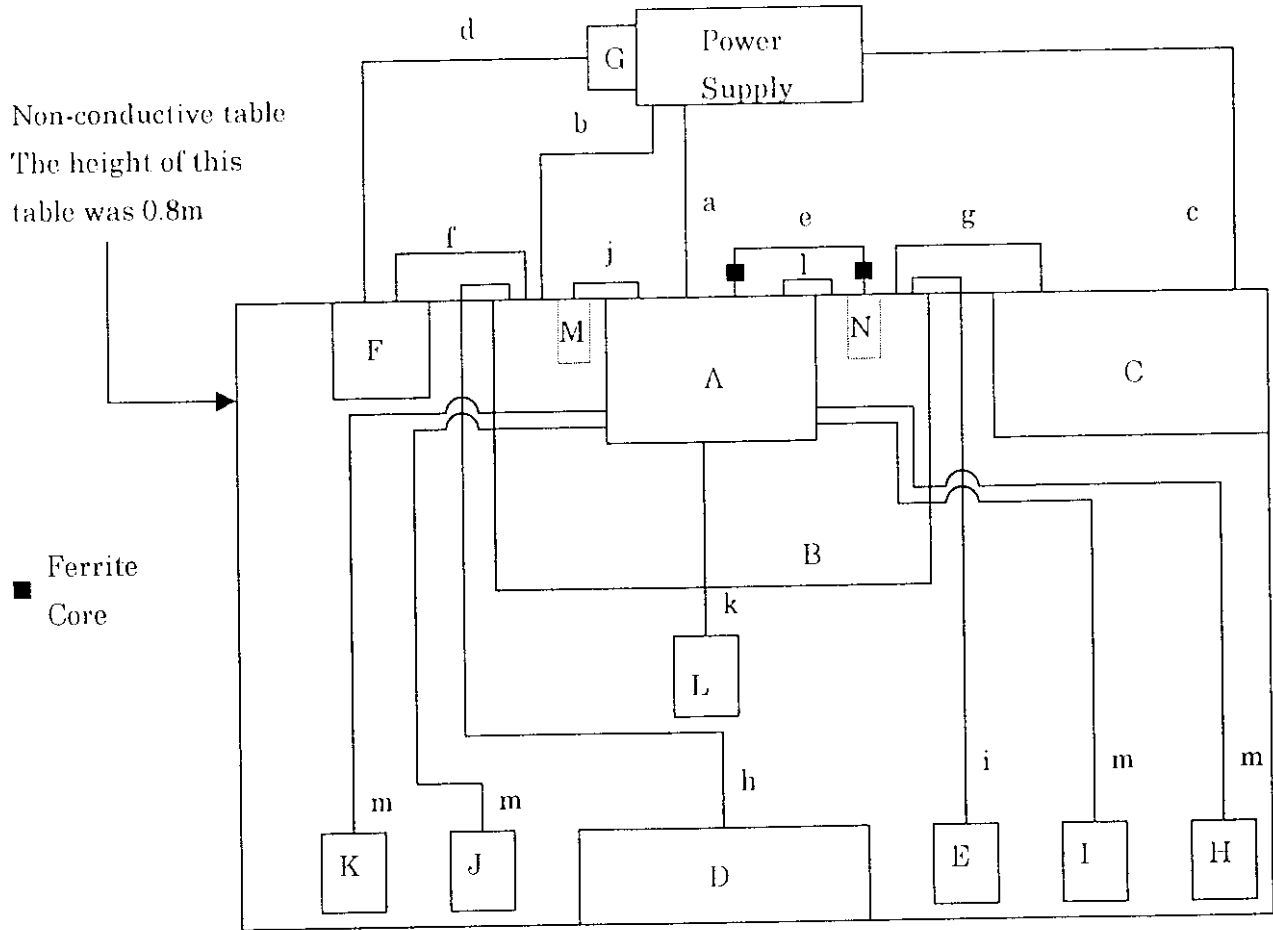 d
G
Power
Supply
Non-conductive table
The height of this
table was 0.8m
b
a
e
c
f
j
l
g
F
M
A
N
C
B
Ferrite
Core
k
L
h
i
m
m
m
m
K
J
D
E
I
H